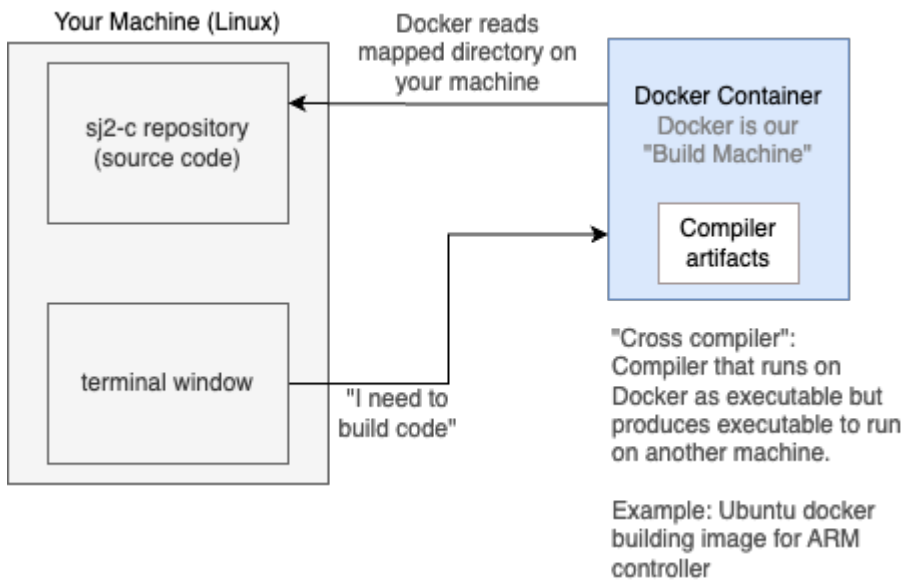 Your Machine (Linux)
sj2-c repository
(source code)
terminal window
Docker reads
mapped directory on
your machine
"I need to
build code"
Docker Container
Docker is our
"Build Machine"
Compiler
artifacts
"Cross compiler":
Compiler that runs on
Docker as executable but
produces executable to run
on another machine.
Example: Ubuntu docker
building image for ARM
controller